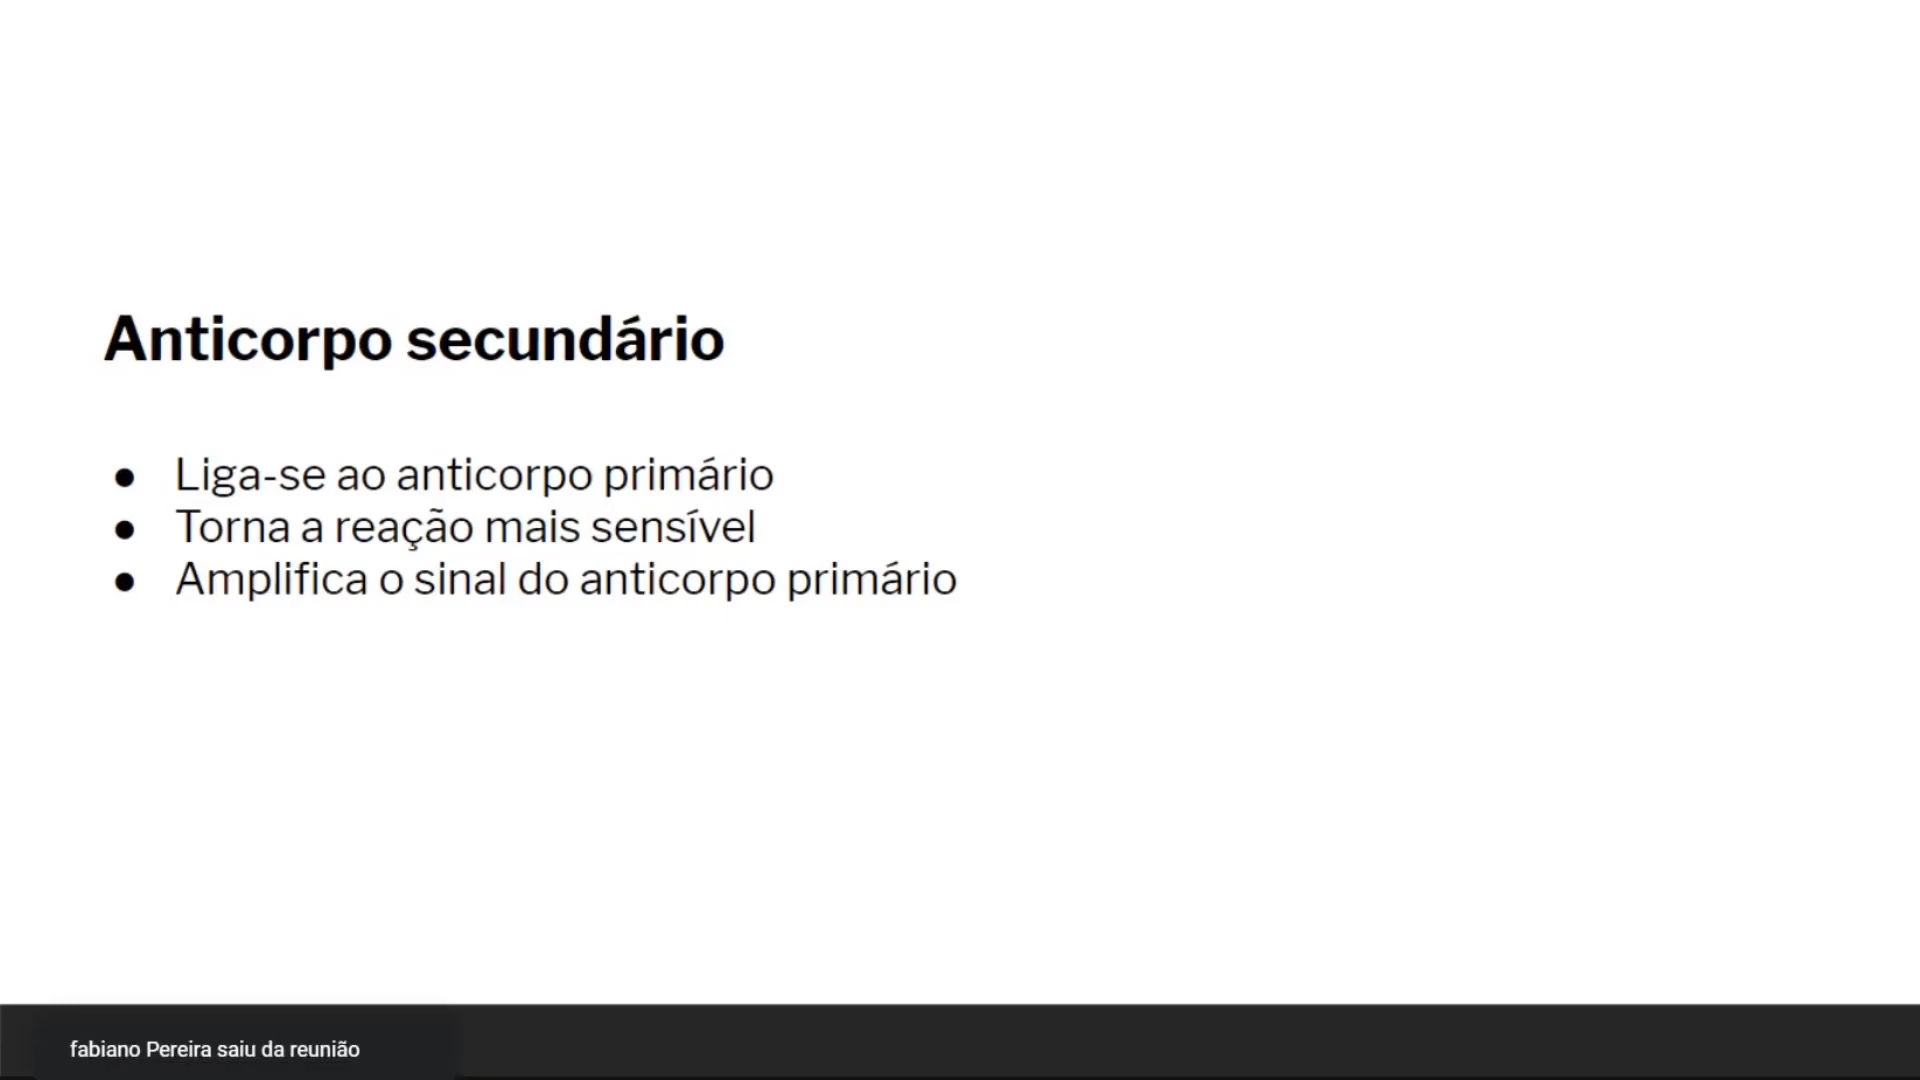 Anticorpo secundário
● Liga-se ao anticorpo primário
● Torna a reação mais sensível
● Amplifica o sinal do anticorpo primário
fabiano Pereira saiu da reunião